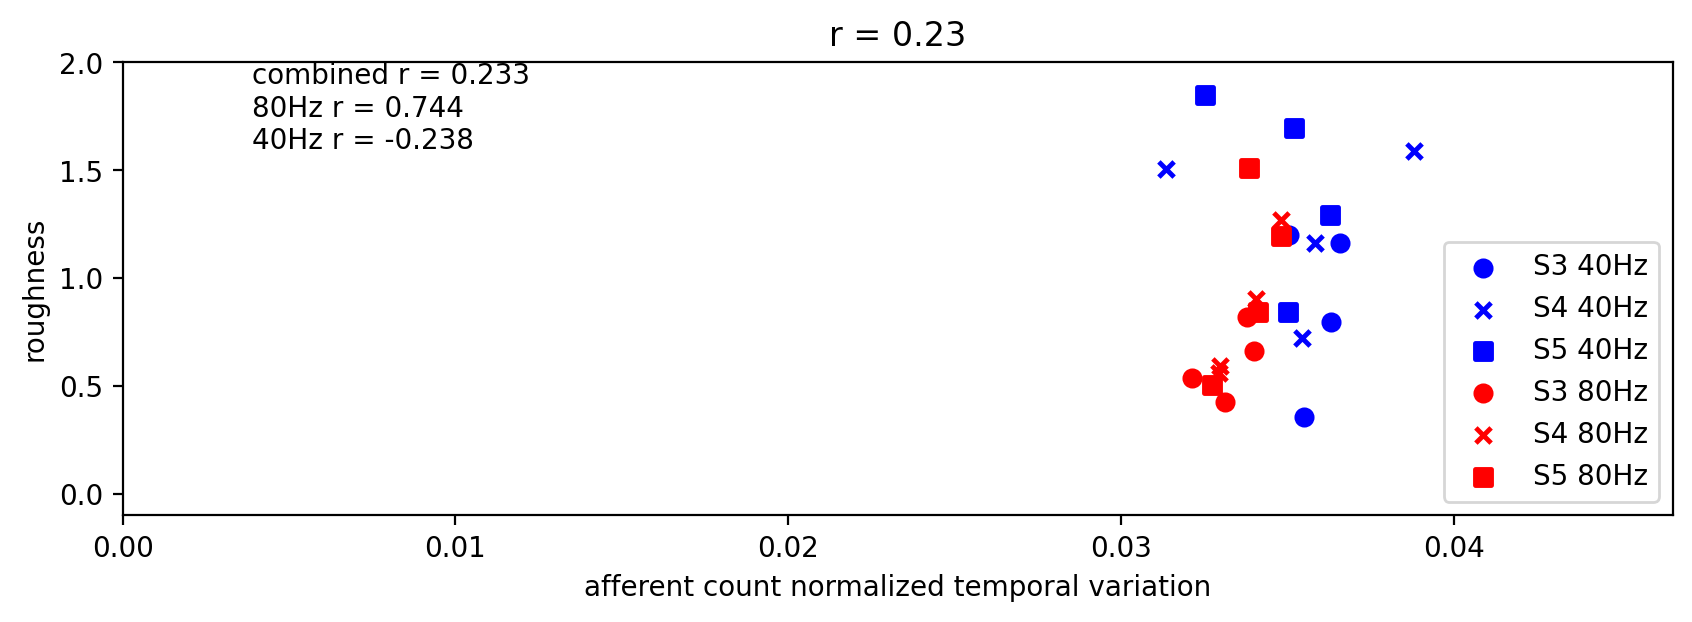 r = 0.23
combined r = 0.233
80Hz r = 0.744
40Hz r = -0.238
2.0
1.5
1.0
0.5
0.0
roughness
S3 40Hz
S4 40Hz
S5 40Hz
S3 80Hz
S4 80Hz
S5 80Hz
0.00 0.01 0.02 0.03 0.04
afferent count normalized temporal variation